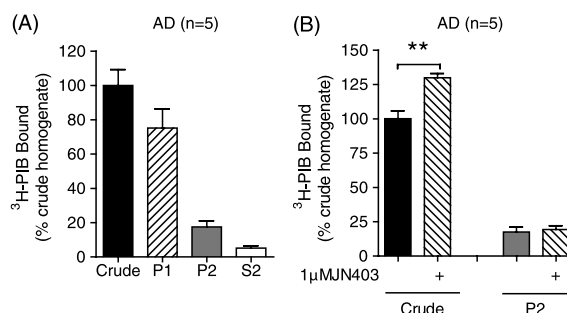 (A)
AD (n=5)
³H-PIB Bound
(% crude homogenate)
120
100
80
60
40
20
0
Crude P1 P2 S2
(B)
AD (n=5)
³H-PIB Bound
(% crude homogenate)
150
125
100
75
50
25
0
**
1μMJN403 + +
Crude P2